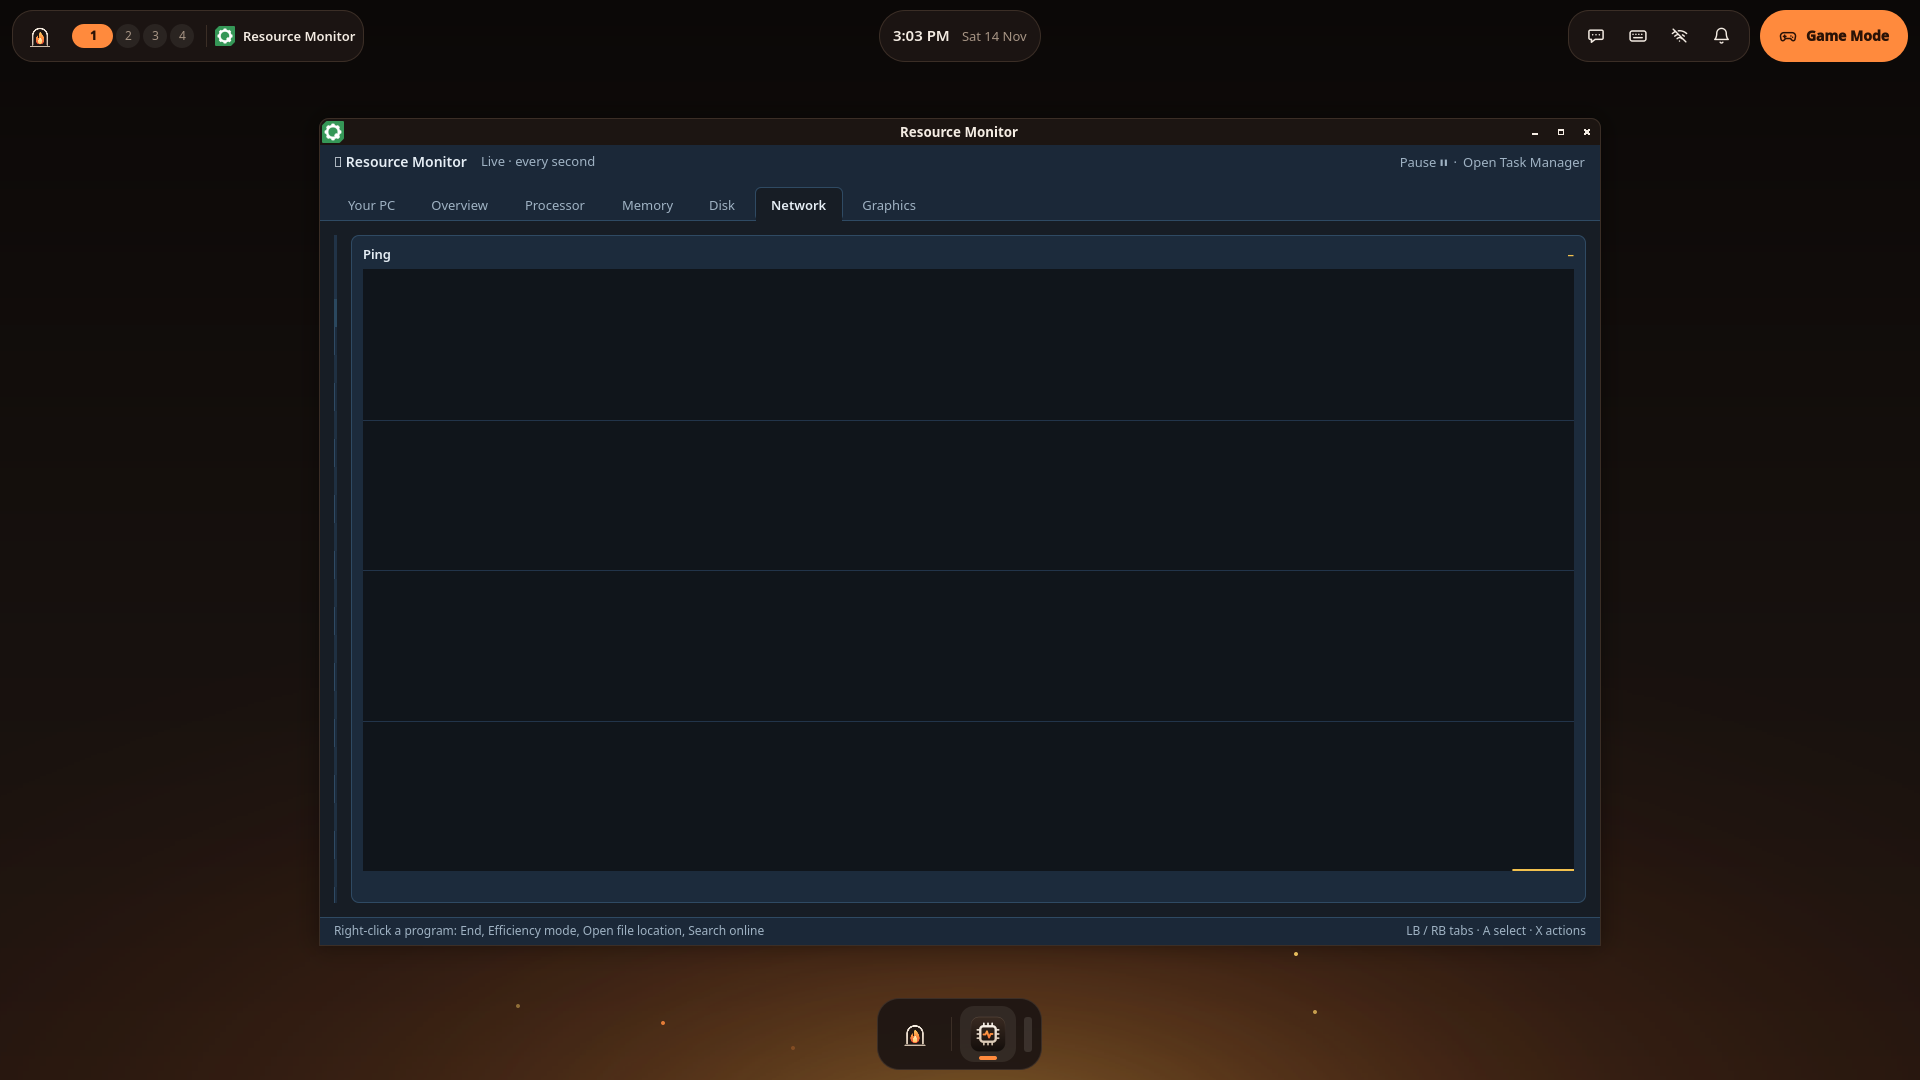 1 2 3 4 Resource Monitor
3:03 PM Sat 14 Nov
Game Mode
Resource Monitor
Resource Monitor Live · every second
Pause · Open Task Manager
Your PC Overview Processor Memory Disk Network Graphics
Ping –
Right-click a program: End, Efficiency mode, Open file location, Search online
LB / RB tabs · A select · X actions